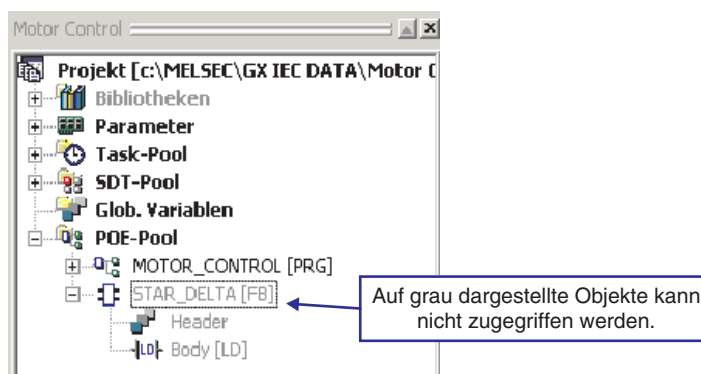 Motor Control
Projekt [c:\MELSEC\GX IEC DATA\Motor C
Bibliotheken
Parameter
Task-Pool
SDT-Pool
Glob. Variablen
POE-Pool
MOTOR_CONTROL [PRG]
STAR_DELTA [FB]
Header
LD Body [LD]
Auf grau dargestellte Objekte kann
nicht zugegriffen werden.